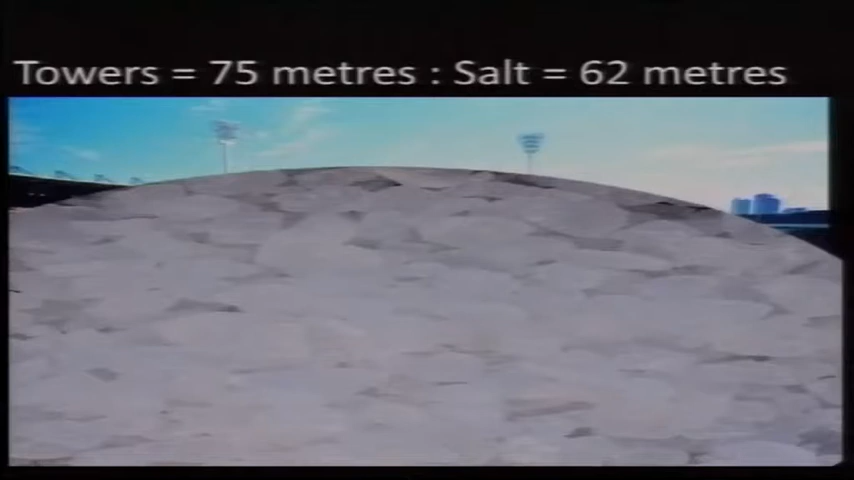 Towers = 75 metres : Salt = 62 metres